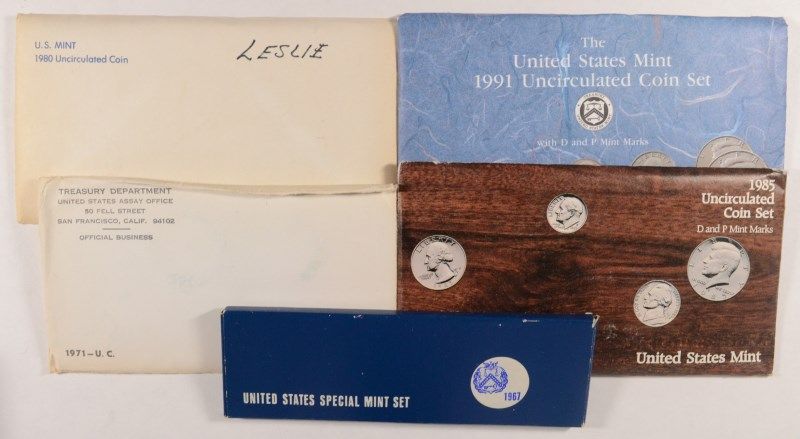 U.S. MINT
1980 Uncirculated Coin
LESLIE
The
United States Mint
1991 Uncirculated Coin Set
with D and P Mint Marks
TREASURY DEPARTMENT
UNITED STATES ASSAY OFFICE
50 FELL STREET
SAN FRANCISCO, CALIF. 94102
OFFICIAL BUSINESS
1971-U.C.
1985
Uncirculated
Coin Set
D and P Mint Marks
LIBERTY
United States Mint
UNITED STATES SPECIAL MINT SET
1967